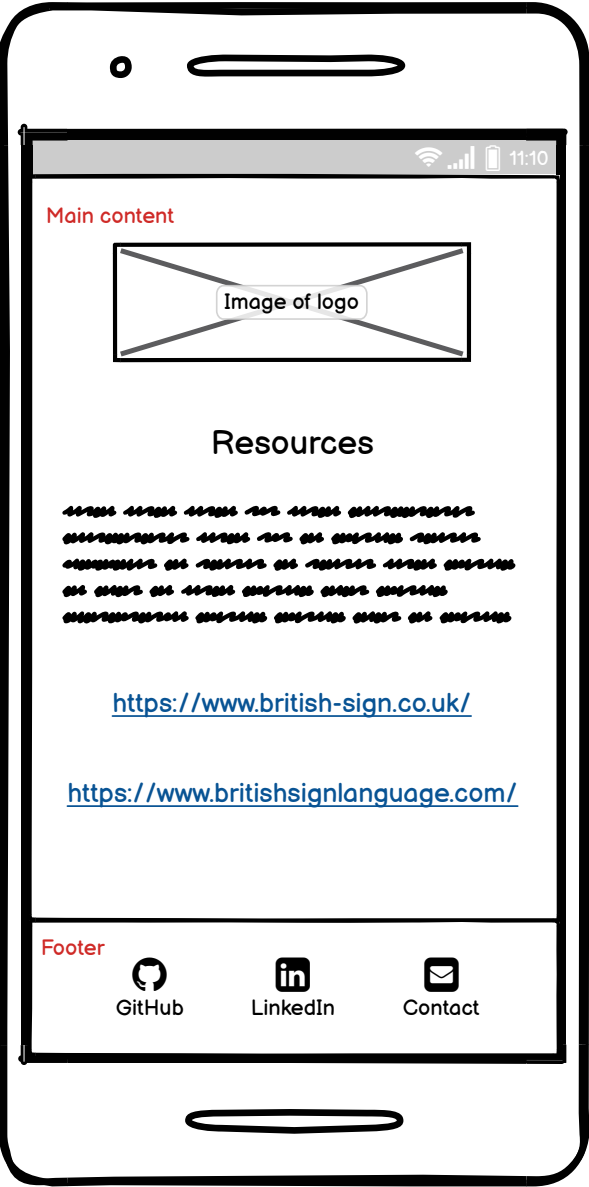 11:10
Main content
Image of logo
Resources
https://www.british-sign.co.uk/
https://www.britishsignlanguage.com/
Footer
GitHub LinkedIn Contact